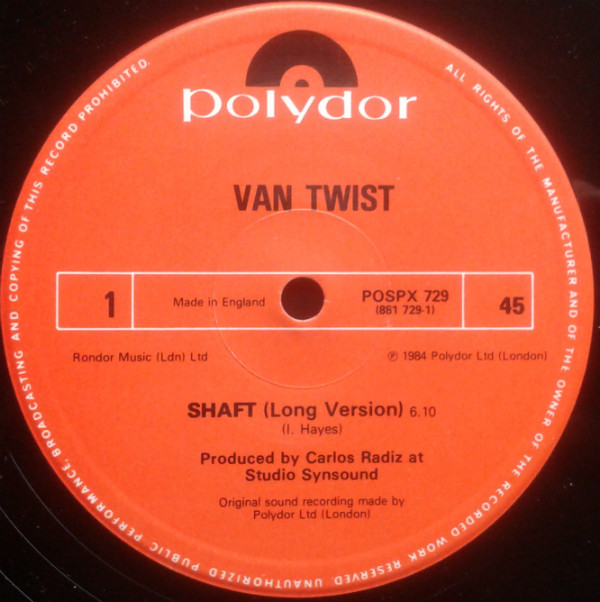 polydor
VAN TWIST
1
Made in England
POSPX 729
(861 729-1)
45
Rondor Music (Ldn) Ltd
℗ 1984 Polydor Ltd (London)
SHAFT (Long Version) 6.10
(I. Hayes)
Produced by Carlos Radiz at
Studio Synsound
Original sound recording made by
Polydor Ltd (London)
ALL RIGHTS OF THE MANUFACTURER AND OF THE OWNER OF THE RECORDED WORK RESERVED. UNAUTHORIZED PUBLIC PERFORMANCE, BROADCASTING AND COPYING OF THIS RECORD PROHIBITED.